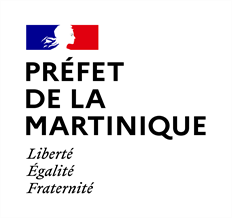 PRÉFET
DE LA
MARTINIQUE
Liberté
Égalité
Fraternité